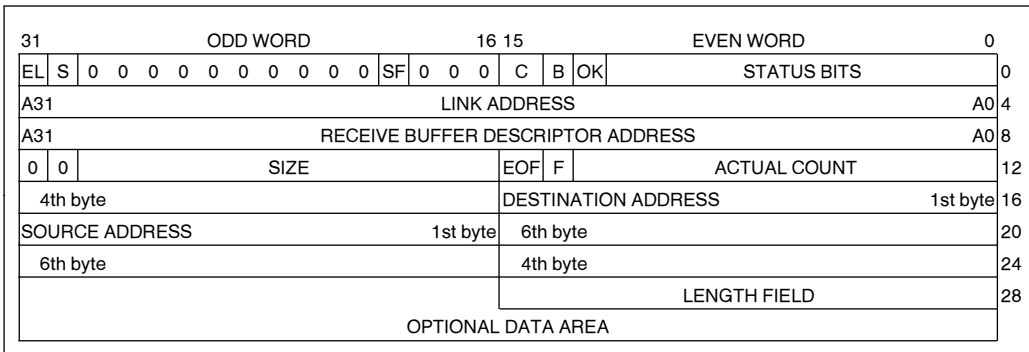 31 ODD WORD 16 15 EVEN WORD 0
EL S 0 0 0 0 0 0 0 0 0 0 SF 0 0 0 C B OK STATUS BITS 0
A31 LINK ADDRESS A0 4
A31 RECEIVE BUFFER DESCRIPTOR ADDRESS A0 8
0 0 SIZE EOF F ACTUAL COUNT 12
4th byte DESTINATION ADDRESS 1st byte 16
SOURCE ADDRESS 1st byte 6th byte 20
6th byte 4th byte 24
LENGTH FIELD 28
OPTIONAL DATA AREA